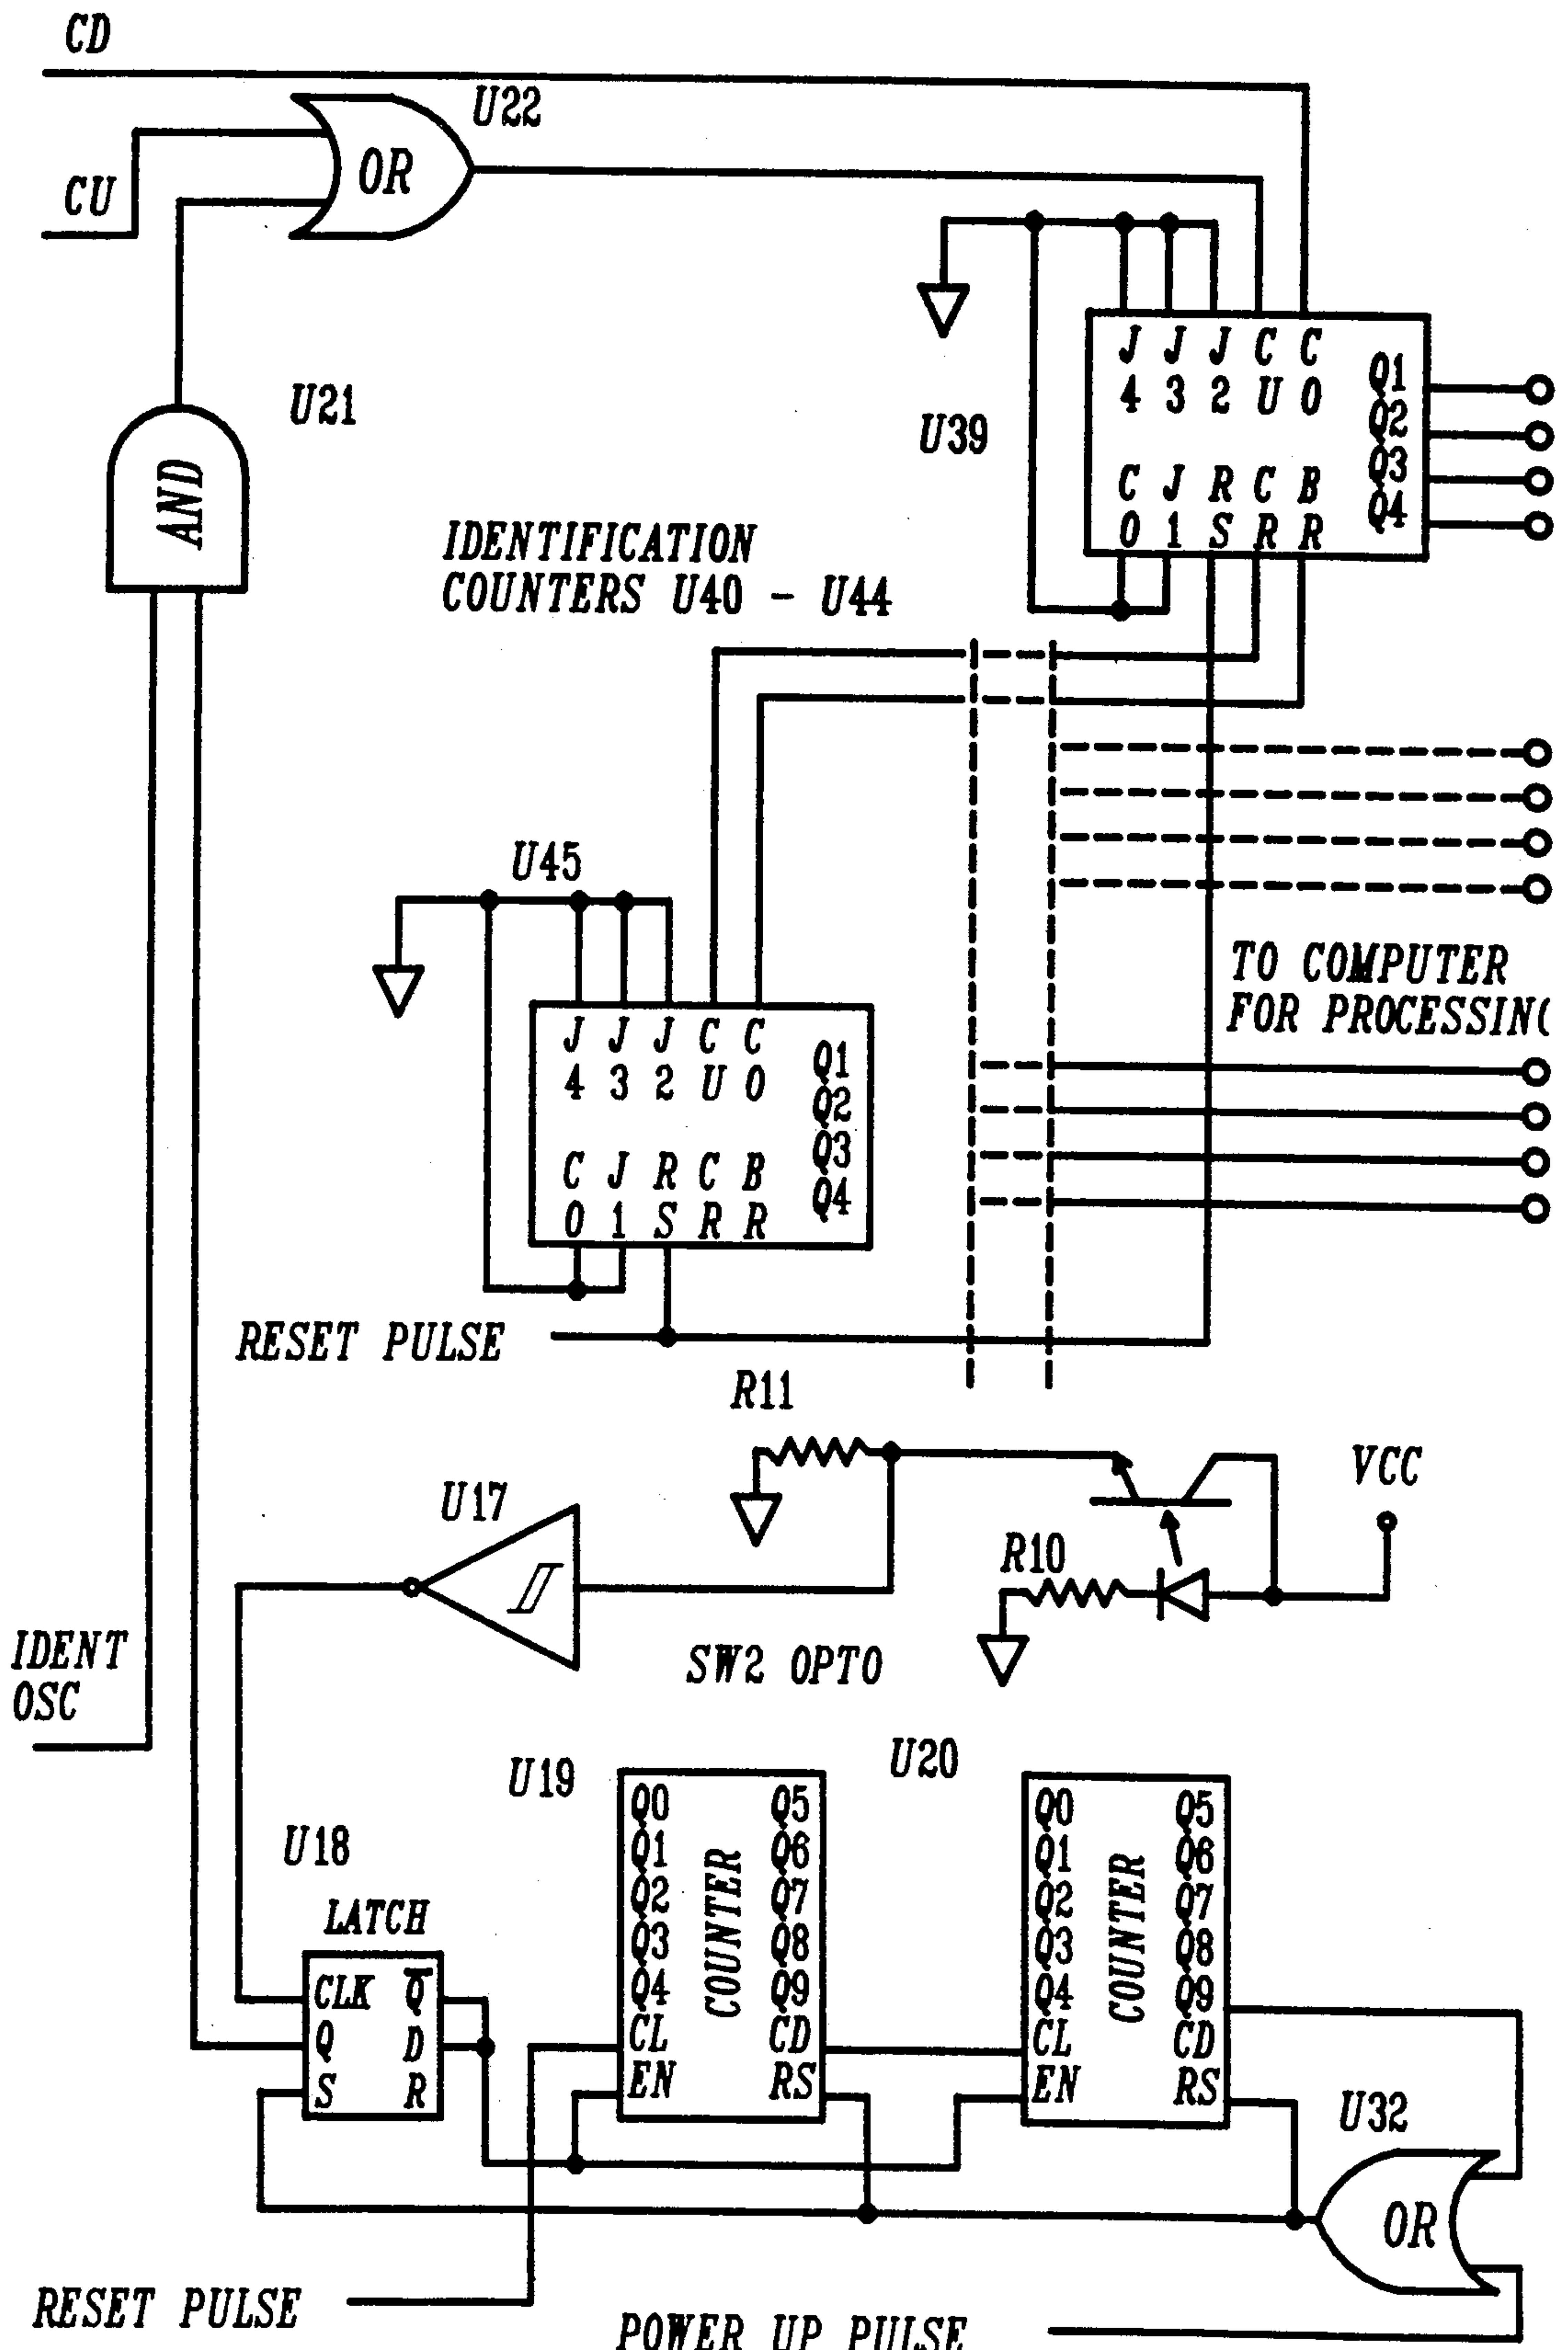 CD
U22
OR
CU
U21
AND
J J J C C
4 3 2 U 0
Q1
Q2
Q3
Q4
U39
C J R C B
0 1 S R R
IDENTIFICATION
COUNTERS U40 - U44
U45
J J J C C
4 3 2 U 0
Q1
Q2
Q3
Q4
C J R C B
0 1 S R R
TO COMPUTER
FOR PROCESSIN
RESET PULSE
R11
VCC
U17
R10
SW2 OPTO
IDENT
OSC
U19
U20
U18
LATCH
CLK Q̅
Q D
S R
Q0 Q5
Q1 Q6
Q2 Q7
Q3 Q8
Q4 Q9
CL CD
EN RS
COUNTER
Q0 Q5
Q1 Q6
Q2 Q7
Q3 Q8
Q4 Q9
CL CD
EN RS
COUNTER
U32
OR
RESET PULSE
POWER UP PULSE